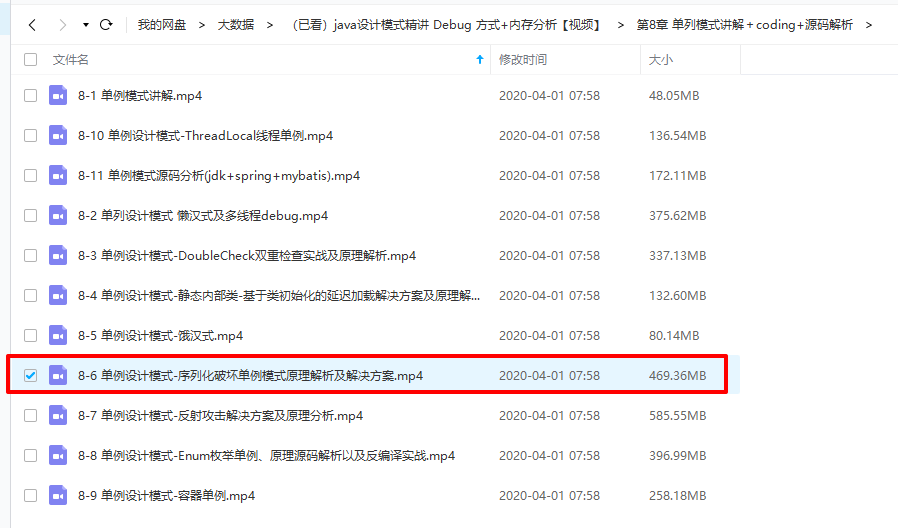 我的网盘 > 大数据 > （已看）java设计模式精讲 Debug 方式+内存分析【视频】 > 第8章 单列模式讲解+coding+源码解析 >
文件名 修改时间 大小
8-1 单例模式讲解.mp4 2020-04-01 07:58 48.05MB
8-10 单例设计模式-ThreadLocal线程单例.mp4 2020-04-01 07:58 136.54MB
8-11 单例模式源码分析(jdk+spring+mybatis).mp4 2020-04-01 07:58 172.11MB
8-2 单列设计模式 懒汉式及多线程debug.mp4 2020-04-01 07:58 375.62MB
8-3 单例设计模式-DoubleCheck双重检查实战及原理解析.mp4 2020-04-01 07:58 337.13MB
8-4 单例设计模式-静态内部类-基于类初始化的延迟加载解决方案及原理解... 2020-04-01 07:58 132.60MB
8-5 单例设计模式-饿汉式.mp4 2020-04-01 07:58 80.14MB
8-6 单例设计模式-序列化破坏单例模式原理解析及解决方案.mp4 2020-04-01 07:58 469.36MB
8-7 单例设计模式-反射攻击解决方案及原理分析.mp4 2020-04-01 07:58 585.55MB
8-8 单例设计模式-Enum枚举单例、原理源码解析以及反编译实战.mp4 2020-04-01 07:58 396.99MB
8-9 单例设计模式-容器单例.mp4 2020-04-01 07:58 258.18MB